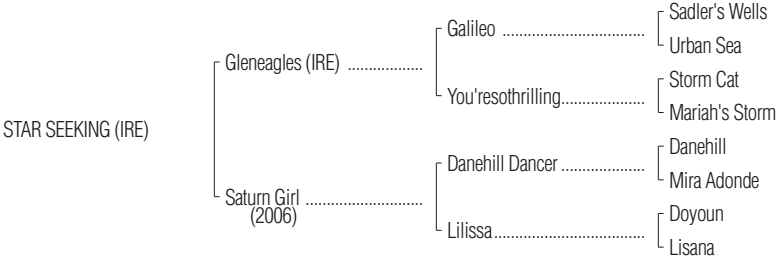 Sadler's Wells
Galileo ..................................
Urban Sea
Gleneagles (IRE) ..................
Storm Cat
You'resothrilling....................
Mariah's Storm
STAR SEEKING (IRE)
Danehill
Danehill Dancer ....................
Mira Adonde
Saturn Girl ............................
(2006)
Doyoun
Lilissa....................................
Lisana